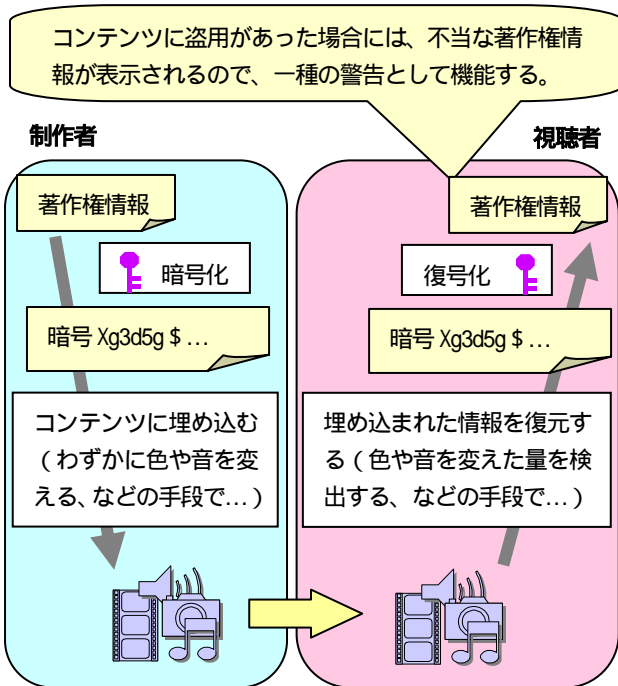 コンテンツに盗用があった場合には、不当な著作権情
報が表示されるので、一種の警告として機能する。
制作者
著作権情報
暗号化
暗号 Xg3d5g $ …
コンテンツに埋め込む
(わずかに色や音を変
える、などの手段で…)
視聴者
著作権情報
復号化
暗号 Xg3d5g $ …
埋め込まれた情報を復元す
る(色や音を変えた量を検
出する、などの手段で…)